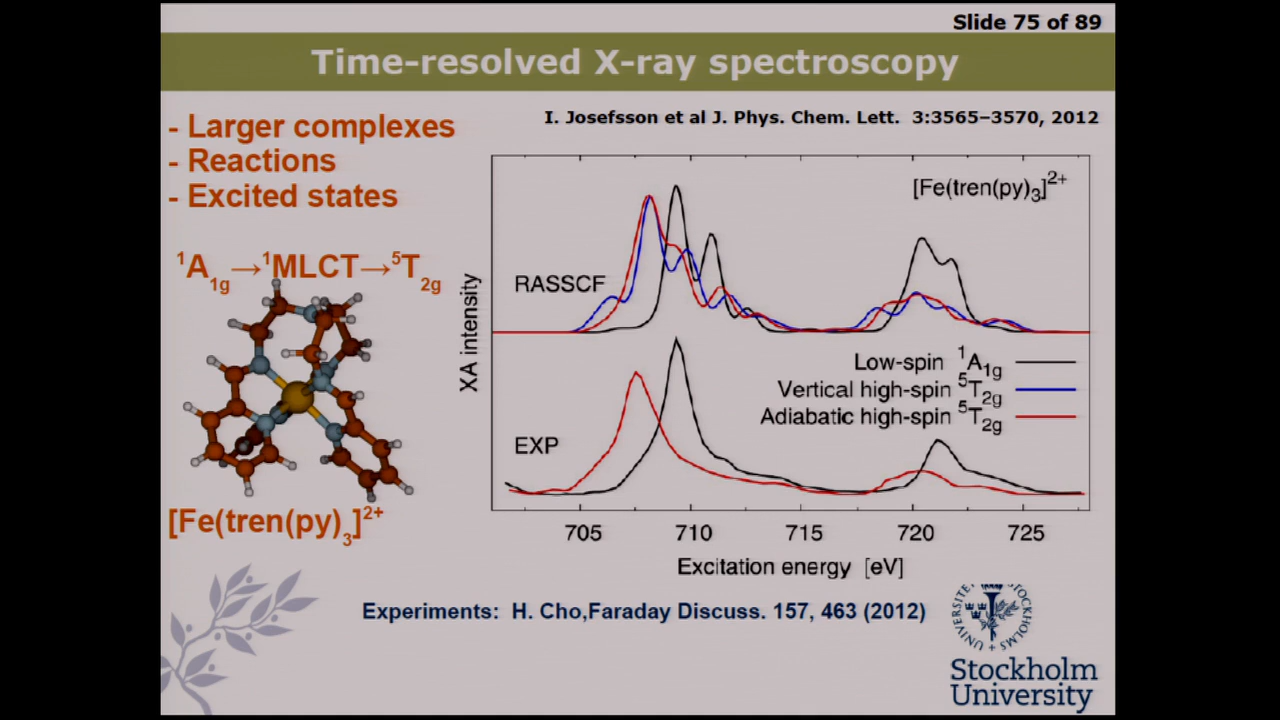 Slide 75 of 89
Time-resolved X-ray spectroscopy
I. Josefsson et al J. Phys. Chem. Lett. 3:3565–3570, 2012
- Larger complexes
- Reactions
- Excited states
¹A₁g→¹MLCT→⁵T₂g
[Fe(tren(py)₃]²⁺
[Fe(tren(py)₃]²⁺
RASSCF
XA intensity
Low-spin ¹A₁g
Vertical high-spin ⁵T₂g
Adiabatic high-spin ⁵T₂g
EXP
705 710 715 720 725
Excitation energy [eV]
Experiments: H. Cho,Faraday Discuss. 157, 463 (2012)
Stockholm
University